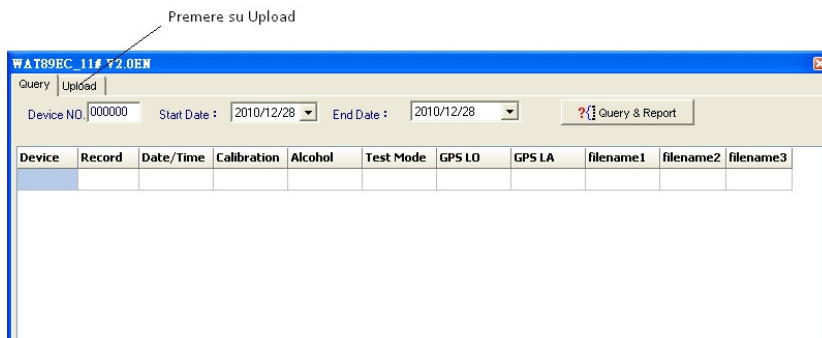 Premere su Upload
WAT89EC_11# V2.0EN
Query Upload
Device NO. 000000 Start Date : 2010/12/28 End Date : 2010/12/28 ?{ Query & Report
Device Record Date/Time Calibration Alcohol Test Mode GPS LO GPS LA filename1 filename2 filename3